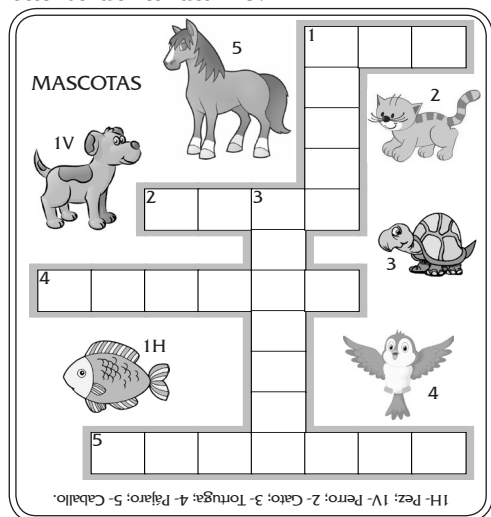 5
1
MASCOTAS
2
1V
2 3
3
4
1H
4
5
1H- Pez; 1V- Perro; 2- Gato; 3- Tortuga; 4- Pájaro; 5- Caballo.